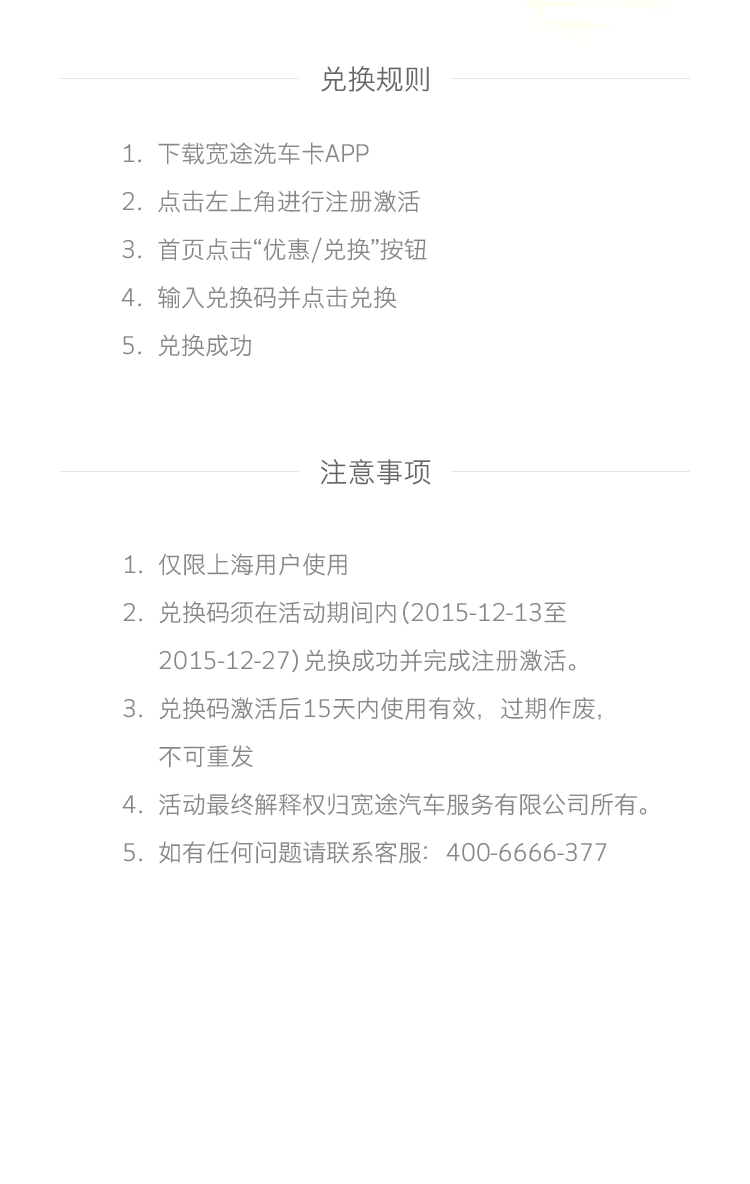 兑换规则
1. 下载宽途洗车卡APP
2. 点击左上角进行注册激活
3. 首页点击“优惠/兑换”按钮
4. 输入兑换码并点击兑换
5. 兑换成功
注意事项
1. 仅限上海用户使用
2. 兑换码须在活动期间内(2015-12-13至
2015-12-27)兑换成功并完成注册激活。
3. 兑换码激活后15天内使用有效，过期作废，
不可重发
4. 活动最终解释权归宽途汽车服务有限公司所有。
5. 如有任何问题请联系客服：400-6666-377